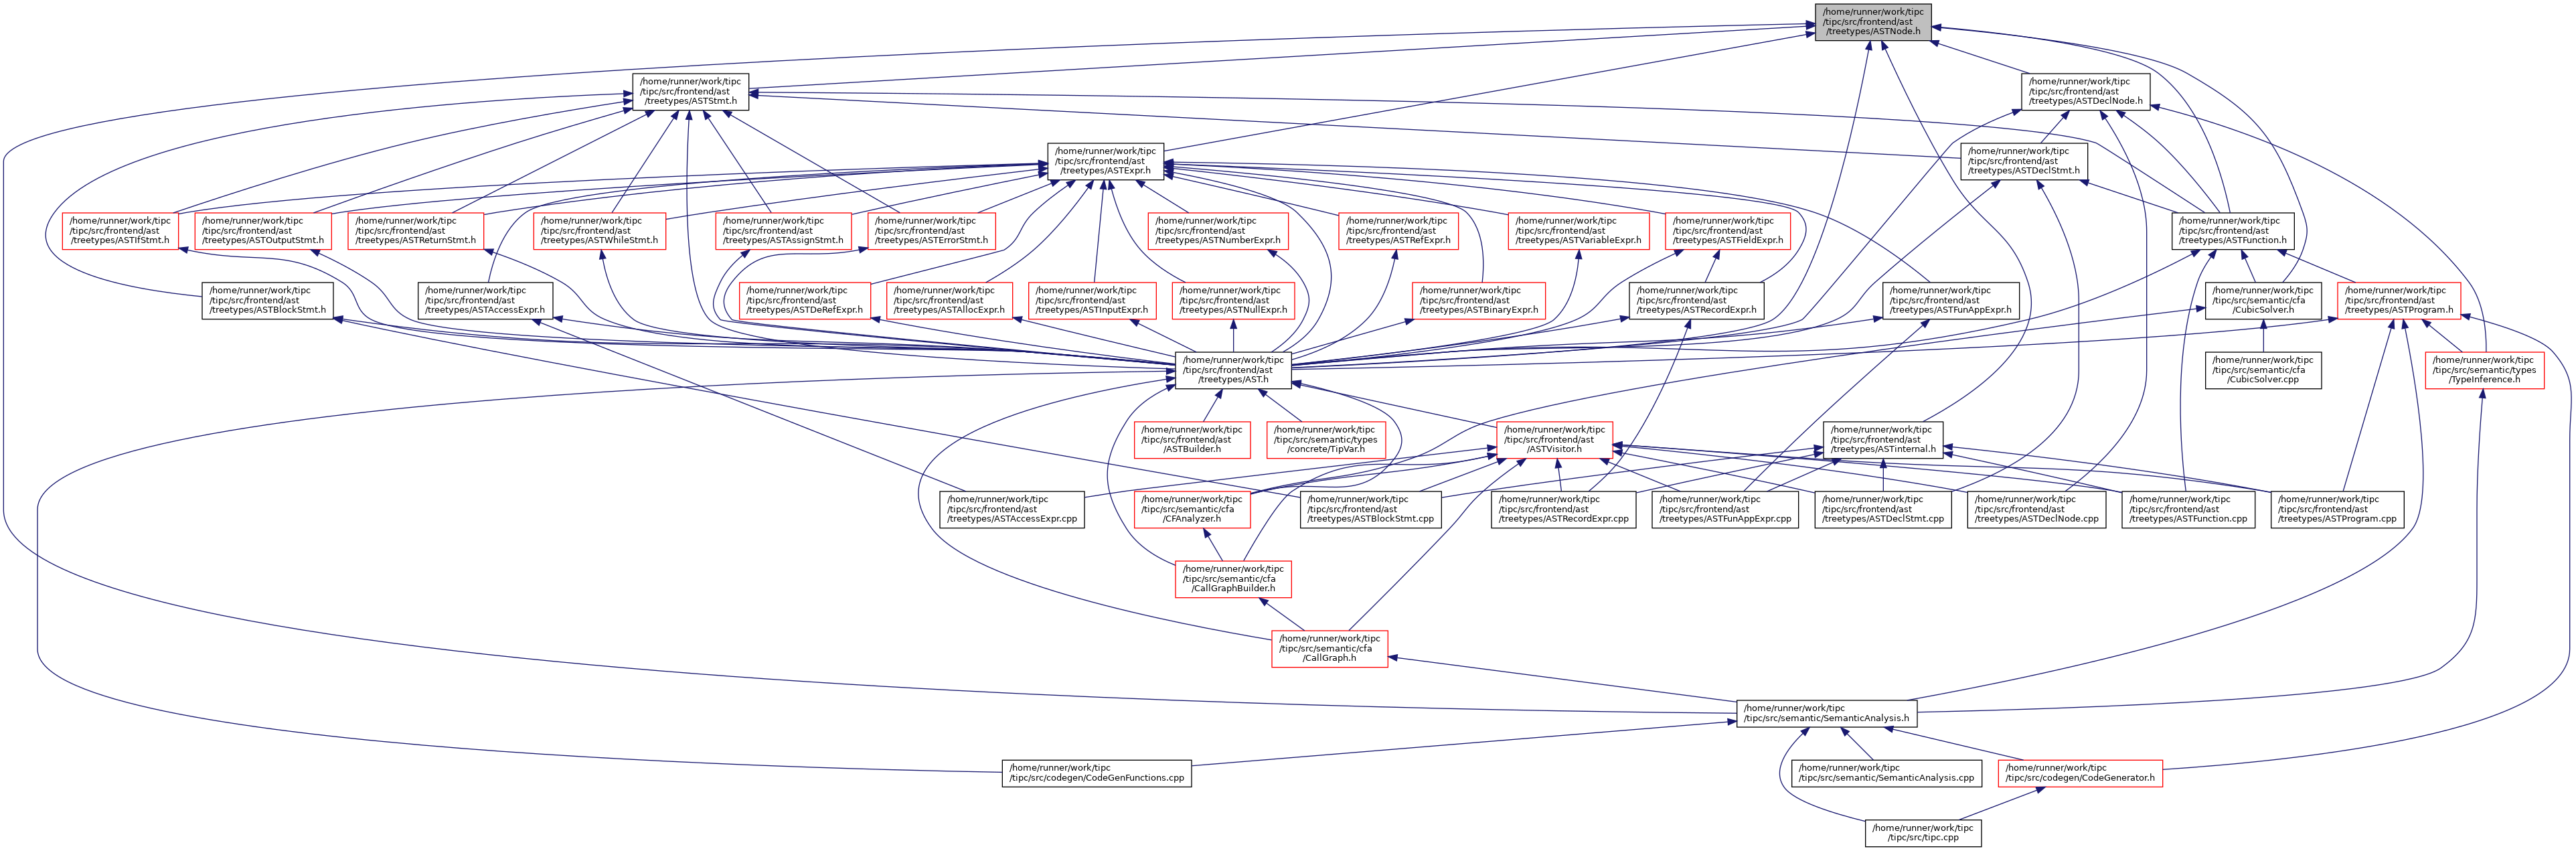 /home/runner/work/tipc
/tipc/src/frontend/ast
/treetypes/ASTNode.h
/home/runner/work/tipc
/tipc/src/frontend/ast
/treetypes/ASTStmt.h
/home/runner/work/tipc
/tipc/src/frontend/ast
/treetypes/ASTDeclNode.h
/home/runner/work/tipc
/tipc/src/frontend/ast
/treetypes/ASTExpr.h
/home/runner/work/tipc
/tipc/src/frontend/ast
/treetypes/ASTDeclStmt.h
/home/runner/work/tipc
/tipc/src/frontend/ast
/treetypes/ASTIfStmt.h
/home/runner/work/tipc
/tipc/src/frontend/ast
/treetypes/ASTOutputStmt.h
/home/runner/work/tipc
/tipc/src/frontend/ast
/treetypes/ASTReturnStmt.h
/home/runner/work/tipc
/tipc/src/frontend/ast
/treetypes/ASTWhileStmt.h
/home/runner/work/tipc
/tipc/src/frontend/ast
/treetypes/ASTAssignStmt.h
/home/runner/work/tipc
/tipc/src/frontend/ast
/treetypes/ASTErrorStmt.h
/home/runner/work/tipc
/tipc/src/frontend/ast
/treetypes/ASTNumberExpr.h
/home/runner/work/tipc
/tipc/src/frontend/ast
/treetypes/ASTRefExpr.h
/home/runner/work/tipc
/tipc/src/frontend/ast
/treetypes/ASTVariableExpr.h
/home/runner/work/tipc
/tipc/src/frontend/ast
/treetypes/ASTFieldExpr.h
/home/runner/work/tipc
/tipc/src/frontend/ast
/treetypes/ASTFunction.h
/home/runner/work/tipc
/tipc/src/frontend/ast
/treetypes/ASTBlockStmt.h
/home/runner/work/tipc
/tipc/src/frontend/ast
/treetypes/ASTAccessExpr.h
/home/runner/work/tipc
/tipc/src/frontend/ast
/treetypes/ASTDeRefExpr.h
/home/runner/work/tipc
/tipc/src/frontend/ast
/treetypes/ASTAllocExpr.h
/home/runner/work/tipc
/tipc/src/frontend/ast
/treetypes/ASTInputExpr.h
/home/runner/work/tipc
/tipc/src/frontend/ast
/treetypes/ASTNullExpr.h
/home/runner/work/tipc
/tipc/src/frontend/ast
/treetypes/ASTBinaryExpr.h
/home/runner/work/tipc
/tipc/src/frontend/ast
/treetypes/ASTRecordExpr.h
/home/runner/work/tipc
/tipc/src/frontend/ast
/treetypes/ASTFunAppExpr.h
/home/runner/work/tipc
/tipc/src/semantic/cfa
/CubicSolver.h
/home/runner/work/tipc
/tipc/src/frontend/ast
/treetypes/ASTProgram.h
/home/runner/work/tipc
/tipc/src/frontend/ast
/treetypes/AST.h
/home/runner/work/tipc
/tipc/src/semantic/cfa
/CubicSolver.cpp
/home/runner/work/tipc
/tipc/src/semantic/types
/TypeInference.h
/home/runner/work/tipc
/tipc/src/frontend/ast
/ASTBuilder.h
/home/runner/work/tipc
/tipc/src/semantic/types
/concrete/TipVar.h
/home/runner/work/tipc
/tipc/src/frontend/ast
/ASTVisitor.h
/home/runner/work/tipc
/tipc/src/frontend/ast
/treetypes/ASTinternal.h
/home/runner/work/tipc
/tipc/src/frontend/ast
/treetypes/ASTAccessExpr.cpp
/home/runner/work/tipc
/tipc/src/semantic/cfa
/CFAnalyzer.h
/home/runner/work/tipc
/tipc/src/frontend/ast
/treetypes/ASTBlockStmt.cpp
/home/runner/work/tipc
/tipc/src/frontend/ast
/treetypes/ASTRecordExpr.cpp
/home/runner/work/tipc
/tipc/src/frontend/ast
/treetypes/ASTFunAppExpr.cpp
/home/runner/work/tipc
/tipc/src/frontend/ast
/treetypes/ASTDeclStmt.cpp
/home/runner/work/tipc
/tipc/src/frontend/ast
/treetypes/ASTDeclNode.cpp
/home/runner/work/tipc
/tipc/src/frontend/ast
/treetypes/ASTFunction.cpp
/home/runner/work/tipc
/tipc/src/frontend/ast
/treetypes/ASTProgram.cpp
/home/runner/work/tipc
/tipc/src/semantic/cfa
/CallGraphBuilder.h
/home/runner/work/tipc
/tipc/src/semantic/cfa
/CallGraph.h
/home/runner/work/tipc
/tipc/src/semantic/SemanticAnalysis.h
/home/runner/work/tipc
/tipc/src/codegen/CodeGenFunctions.cpp
/home/runner/work/tipc
/tipc/src/semantic/SemanticAnalysis.cpp
/home/runner/work/tipc
/tipc/src/codegen/CodeGenerator.h
/home/runner/work/tipc
/tipc/src/tipc.cpp